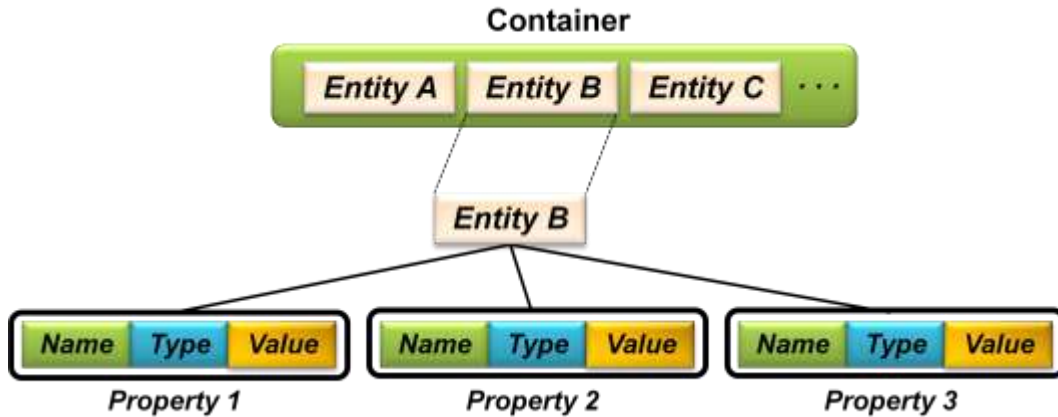 Container
Entity A Entity B Entity C ...
Entity B
Name Type Value Name Type Value Name Type Value
Property 1 Property 2 Property 3